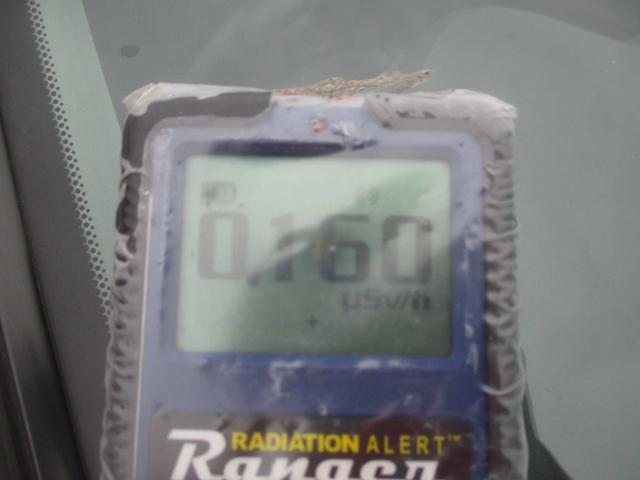 0.160
µSv/h
RADIATION ALERT™
Ranger